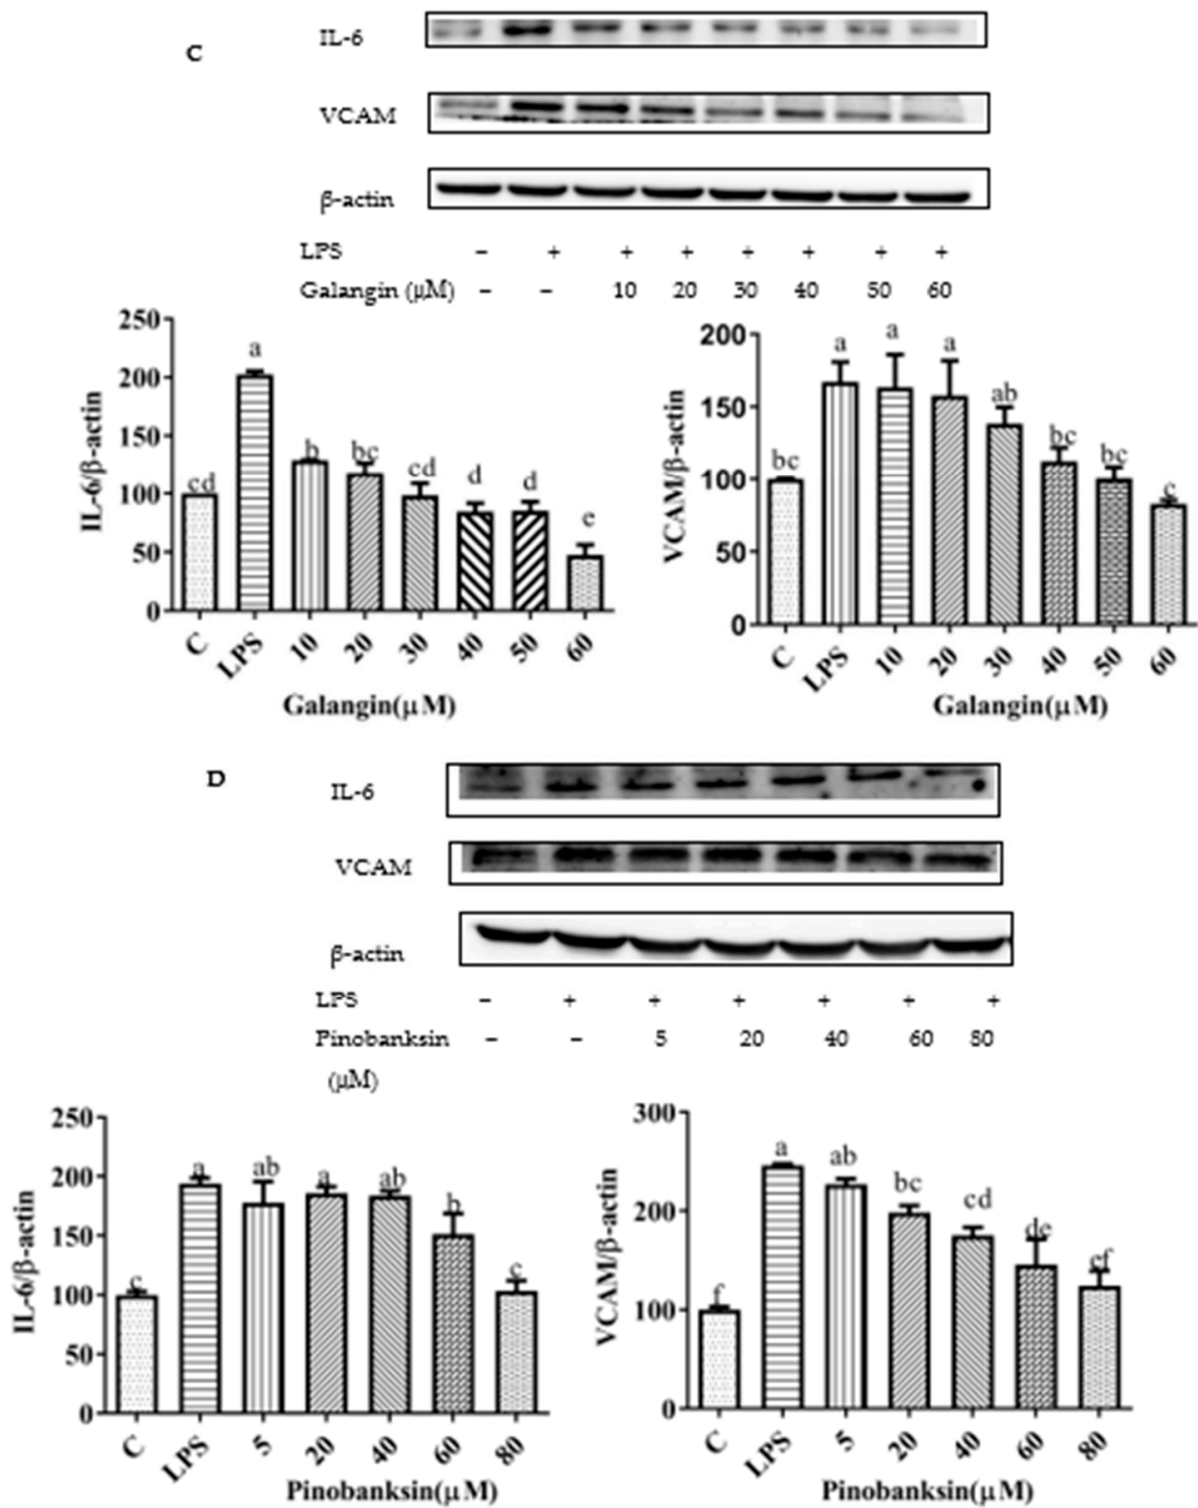 C
IL-6
VCAM
β-actin
LPS − + + + + + + +
Galangin (μM) − − 10 20 30 40 50 60
250
200
150
100
50
0
IL-6/β-actin
cd a b bc cd d d e
C LPS 10 20 30 40 50 60
Galangin(μM)
200
150
100
50
0
VCAM/β-actin
bc a a a ab bc bc c
C LPS 10 20 30 40 50 60
Galangin(μM)
D
IL-6
VCAM
β-actin
LPS − + + + + + +
Pinobanksin − − 5 20 40 60 80
(μM)
250
200
150
100
50
0
IL-6/β-actin
c a ab a ab b c
C LPS 5 20 40 60 80
Pinobanksin(μM)
300
200
100
0
VCAM/β-actin
f a ab bc cd de ef
C LPS 5 20 40 60 80
Pinobanksin(μM)